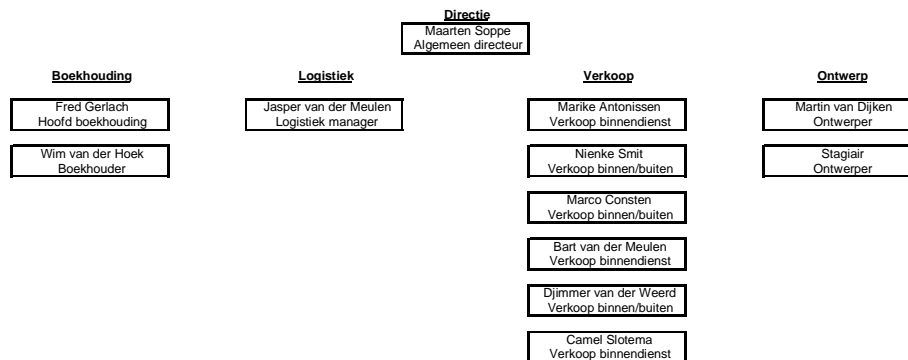 Directie
Maarten Soppe
Algemeen directeur
Boekhouding
Fred Gerlach
Hoofd boekhouding
Wim van der Hoek
Boekhouder
Logistiek
Jasper van der Meulen
Logistiek manager
Verkoop
Marike Antonissen
Verkoop binnendienst
Nienke Smit
Verkoop binnen/buiten
Marco Consten
Verkoop binnen/buiten
Bart van der Meulen
Verkoop binnendienst
Djimmer van der Weerd
Verkoop binnen/buiten
Camel Slotema
Verkoop binnendienst
Ontwerp
Martin van Dijken
Ontwerper
Stagiair
Ontwerper